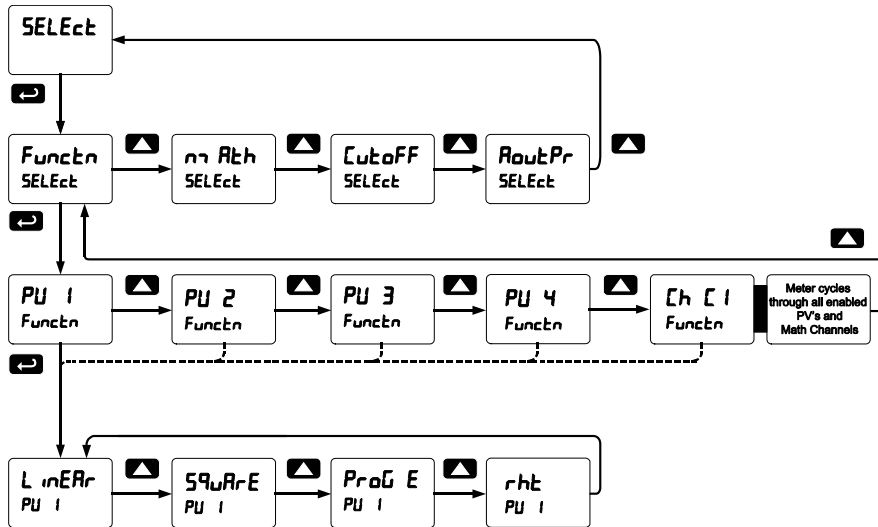 SELEct
Functn
SELEct
mAth
SELEct
CutoFF
SELEct
AoutPr
SELEct
PU 1
Functn
PU 2
Functn
PU 3
Functn
PU 4
Functn
Ch C1
Functn
Meter cycles
through all enabled
PV's and
Math Channels
LinEAr
PU 1
SquArE
PU 1
ProG E
PU 1
rht
PU 1